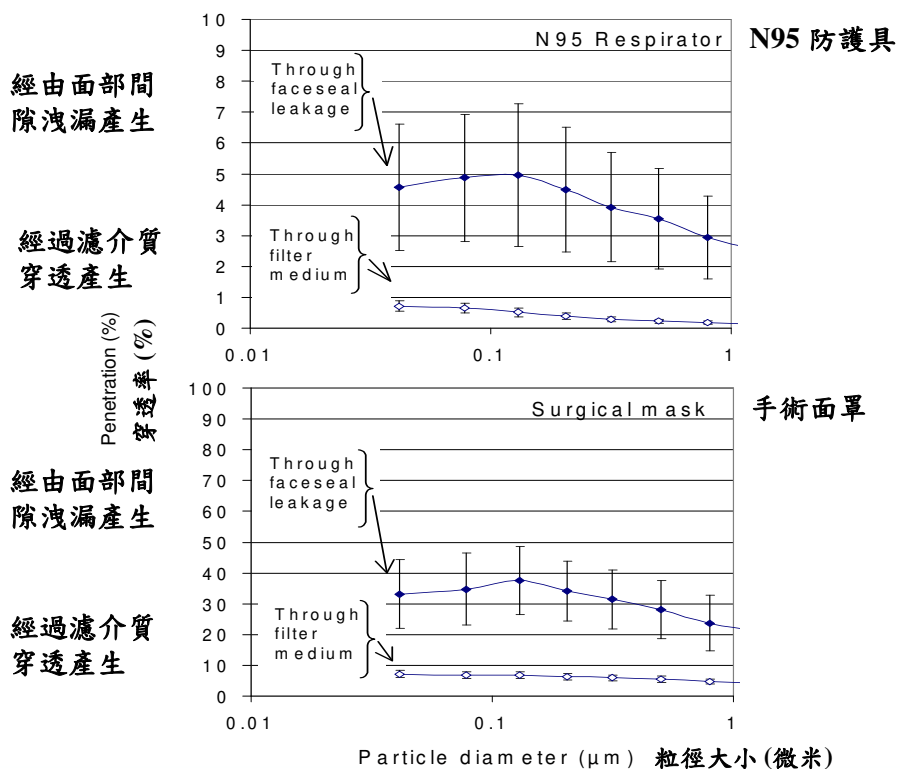 N95 Respirator
N95 防護具
10
9
8
7
6
5
4
3
2
1
0
經由面部間
隙洩漏產生
Through
faceseal
leakage
經過濾介質
穿透產生
Through
filter
medium
0.01
0.1
1
Penetration (%)
穿透率(%)
Surgical mask
手術面罩
100
90
80
70
60
50
40
30
20
10
0
經由面部間
隙洩漏產生
Through
faceseal
leakage
經過濾介質
穿透產生
Through
filter
medium
0.01
0.1
1
Particle diameter (µm) 粒徑大小(微米)